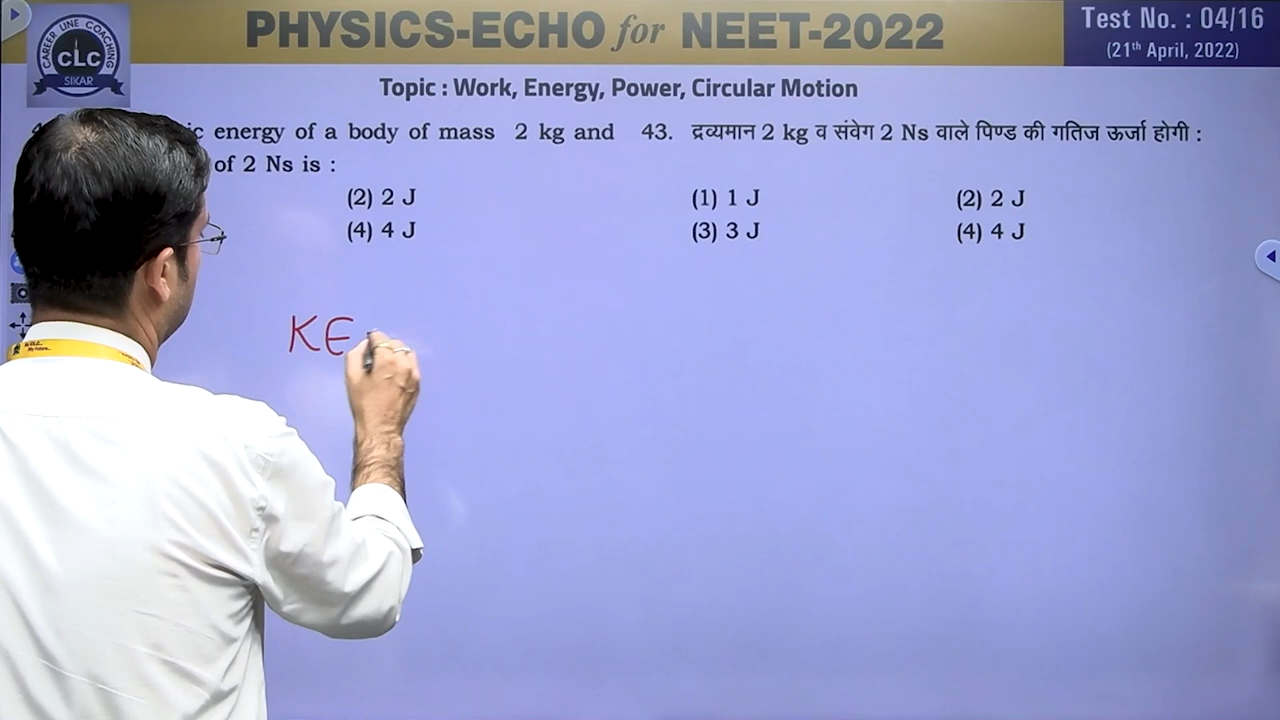 PHYSICS-ECHO for NEET-2022
Test No. : 04/16
(21th April, 2022)
CAREER LINE COACHING
CLC
SIKAR
Topic : Work, Energy, Power, Circular Motion
energy of a body of mass 2 kg and
of 2 Ns is :
(2) 2 J
(4) 4 J
43. द्रव्यमान 2 kg व संवेग 2 Ns वाले पिण्ड की गतिज ऊर्जा होगी :
(1) 1 J (2) 2 J
(3) 3 J (4) 4 J
KE